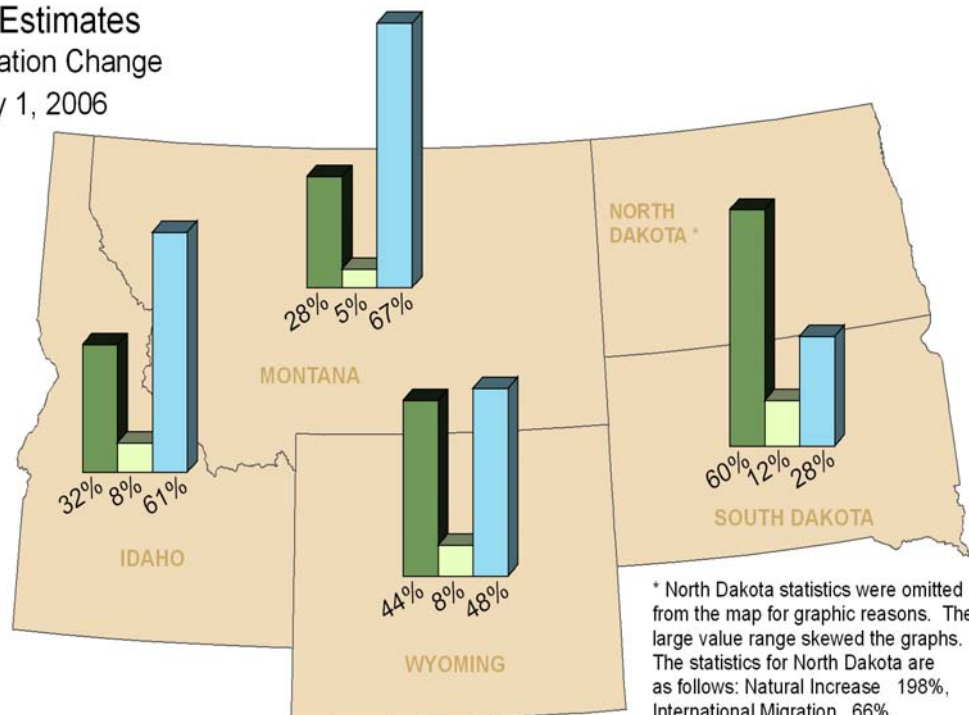 Estimates
ation Change
1, 2006
28% 5% 67%
NORTH
DAKOTA *
MONTANA
32% 8% 61%
60% 12% 28%
SOUTH DAKOTA
IDAHO
44% 8% 48%
WYOMING
* North Dakota statistics were omitted
from the map for graphic reasons. The
large value range skewed the graphs.
The statistics for North Dakota are
as follows: Natural Increase 198%,
International Migration 66%